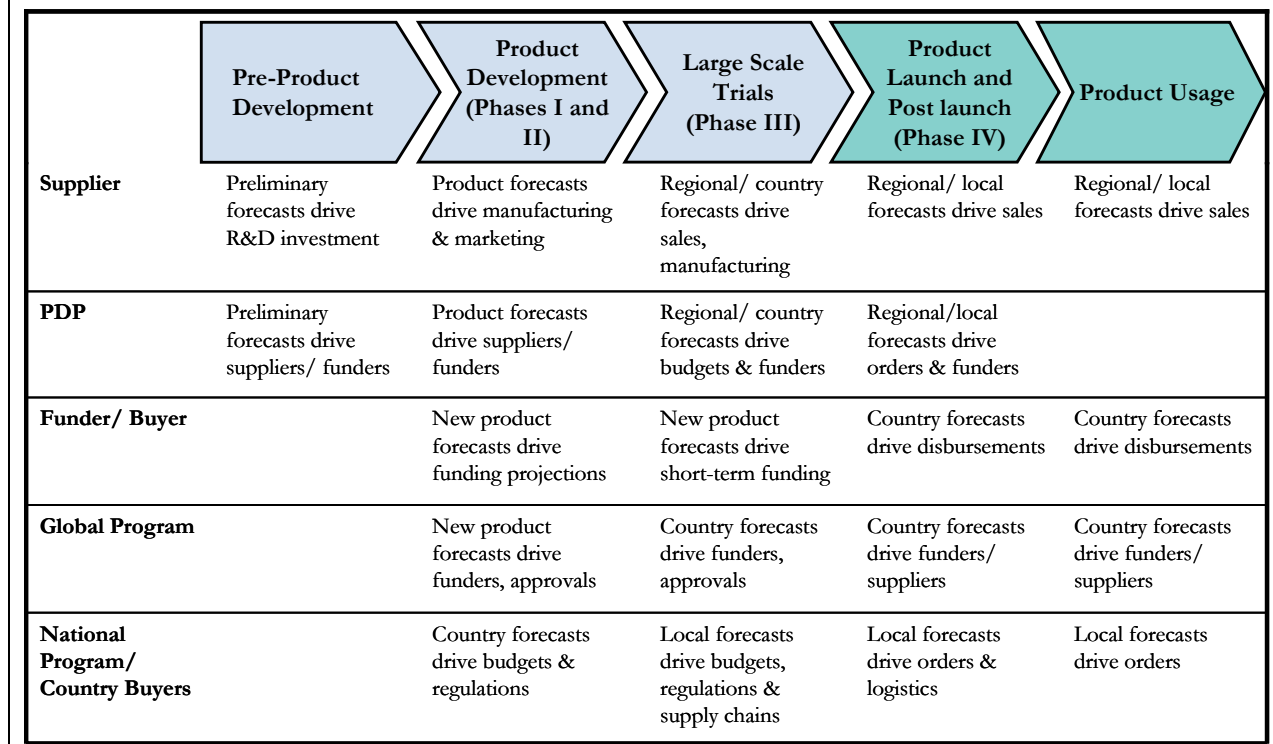 Pre-Product
Development
Product
Development
(Phases I and
II)
Large Scale
Trials
(Phase III)
Product
Launch and
Post launch
(Phase IV)
Product Usage
Supplier
Preliminary
forecasts drive
R&D investment
Product forecasts
drive manufacturing
& marketing
Regional/ country
forecasts drive
sales,
manufacturing
Regional/ local
forecasts drive sales
Regional/ local
forecasts drive sales
PDP
Preliminary
forecasts drive
suppliers/ funders
Product forecasts
drive suppliers/
funders
Regional/ country
forecasts drive
budgets & funders
Regional/local
forecasts drive
orders & funders
Funder/ Buyer
New product
forecasts drive
funding projections
New product
forecasts drive
short-term funding
Country forecasts
drive disbursements
Country forecasts
drive disbursements
Global Program
New product
forecasts drive
funders, approvals
Country forecasts
drive funders,
approvals
Country forecasts
drive funders/
suppliers
Country forecasts
drive funders/
suppliers
National
Program/
Country Buyers
Country forecasts
drive budgets &
regulations
Local forecasts
drive budgets,
regulations &
supply chains
Local forecasts
drive orders &
logistics
Local forecasts
drive orders